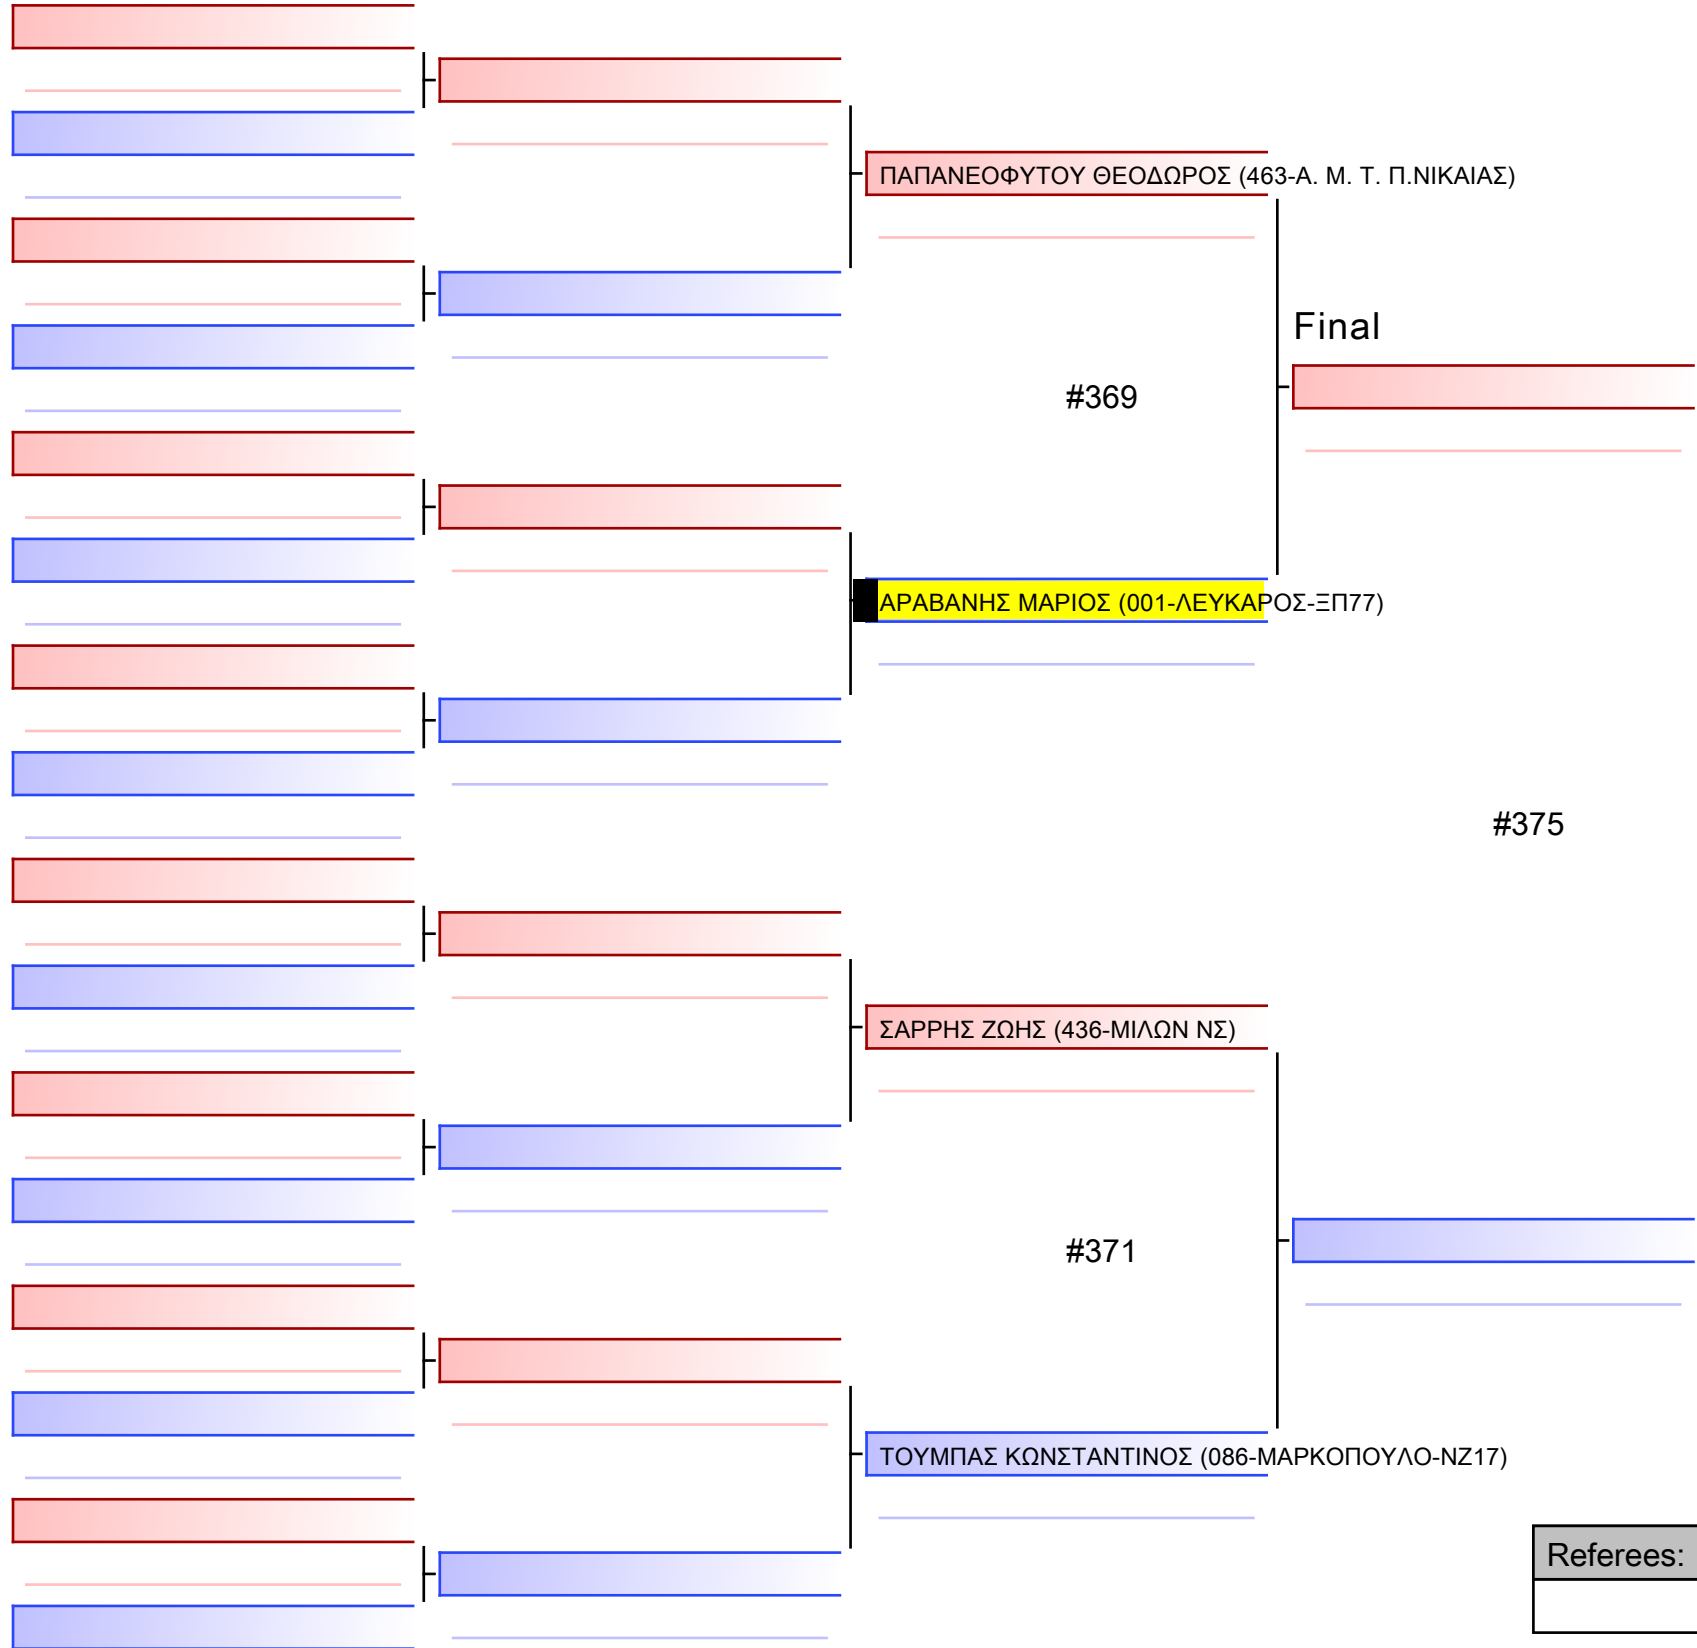 ΠΑΠΑΝΕΟΦΥΤΟΥ ΘΕΟΔΩΡΟΣ (463-Α. Μ. Τ. Π.ΝΙΚΑΙΑΣ)
Final
#369
ΑΡΑΒΑΝΗΣ ΜΑΡΙΟΣ (001-ΛΕΥΚΑΡΟΣ-ΞΠ77)
#375
ΣΑΡΡΗΣ ΖΩΗΣ (436-ΜΙΛΩΝ ΝΣ)
#371
ΤΟΥΜΠΑΣ ΚΩΝΣΤΑΝΤΙΝΟΣ (086-ΜΑΡΚΟΠΟΥΛΟ-ΝΖ17)
Referees: